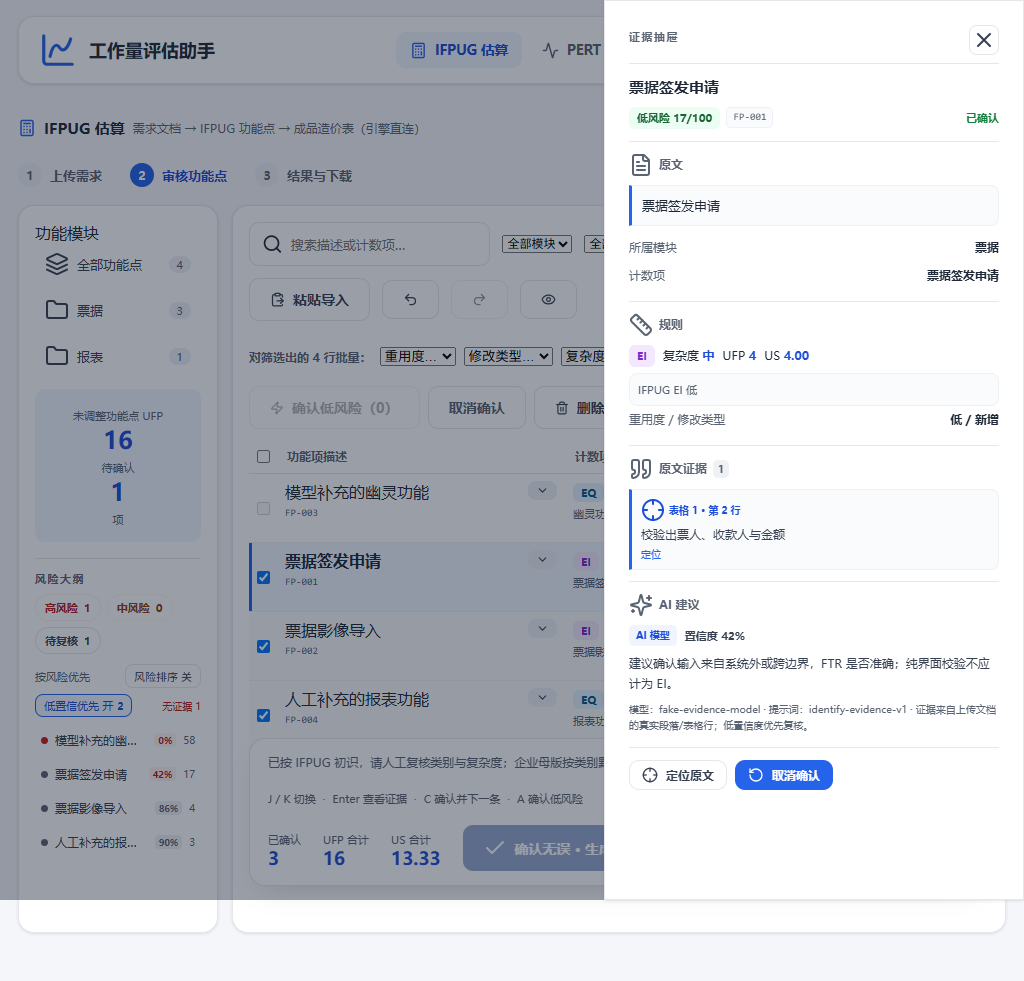 工作量评估助手
IFPUG 估算
PERT
IFPUG 估算 需求文档 → IFPUG 功能点 → 成品造价表（引擎直连）
1 上传需求 2 审核功能点 3 结果与下载
功能模块
全部功能点 4
票据 3
报表 1
未调整功能点 UFP
16
待确认
1
项
风险大纲
高风险 1 中风险 0
待复核 1
按风险优先 风险排序 关
低置信优先 开 2 无证据 1
模型补充的幽... 0% 58
票据签发申请 42% 17
票据影像导入 86% 4
人工补充的报... 90% 3
搜索描述或计数项... 全部模块
粘贴导入
对筛选出的 4 行批量： 重用度... 修改类型... 复杂度
确认低风险（0） 取消确认 删除
功能项描述 计数项
模型补充的幽灵功能 EQ
FP-003 幽灵功
票据签发申请 EI
FP-001 票据签
票据影像导入 EI
FP-002 票据影
人工补充的报表功能 EQ
FP-004 报表功
已按 IFPUG 初识，请人工复核类别与复杂度；企业母版按类别
J / K 切换 · Enter 查看证据 · C 确认并下一条 · A 确认低风险
已确认 UFP 合计 US 合计
3 16 13.33
确认无误 • 生成
证据抽屉
票据签发申请
低风险 17/100 FP-001 已确认
原文
票据签发申请
所属模块 票据
计数项 票据签发申请
规则
EI 复杂度 中 UFP 4 US 4.00
IFPUG EI 低
重用度 / 修改类型 低 / 新增
原文证据 1
表格 1 • 第 2 行
校验出票人、收款人与金额
定位
AI 建议
AI 模型 置信度 42%
建议确认输入来自系统外或跨边界，FTR 是否准确；纯界面校验不应
计为 EI。
模型：fake-evidence-model · 提示词：identify-evidence-v1 · 证据来自上传文档
的真实段落/表格行；低置信度优先复核。
定位原文 取消确认